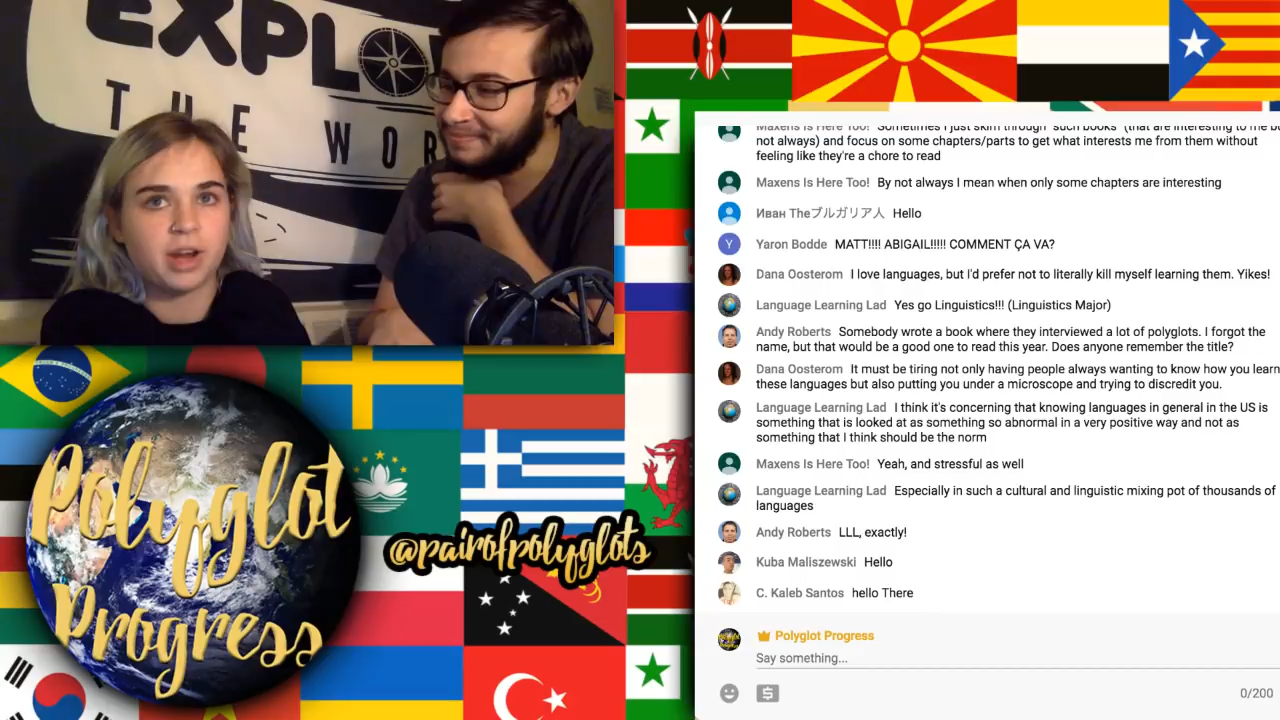 EXPLO
THE WOR
Maxens Is Here Too! Sometimes I just skim through "such books" (that are interesting to me b
not always) and focus on some chapters/parts to get what interests me from them without
feeling like they're a chore to read
Maxens Is Here Too! By not always I mean when only some chapters are interesting
Иван Theブルガリア人 Hello
Y Yaron Bodde MATT!!!! ABIGAIL!!!!! COMMENT ÇA VA?
Dana Oosterom I love languages, but I'd prefer not to literally kill myself learning them. Yikes!
Language Learning Lad Yes go Linguistics!!! (Linguistics Major)
Andy Roberts Somebody wrote a book where they interviewed a lot of polyglots. I forgot the
name, but that would be a good one to read this year. Does anyone remember the title?
Dana Oosterom It must be tiring not only having people always wanting to know how you learn
these languages but also putting you under a microscope and trying to discredit you.
Language Learning Lad I think it's concerning that knowing languages in general in the US is
something that is looked at as something so abnormal in a very positive way and not as
something that I think should be the norm
Maxens Is Here Too! Yeah, and stressful as well
Language Learning Lad Especially in such a cultural and linguistic mixing pot of thousands of
languages
Andy Roberts LLL, exactly!
Kuba Maliszewski Hello
C. Kaleb Santos hello There
Polyglot Progress
Say something...
0/200
Polyglot
Progress
@pairofpolyglots